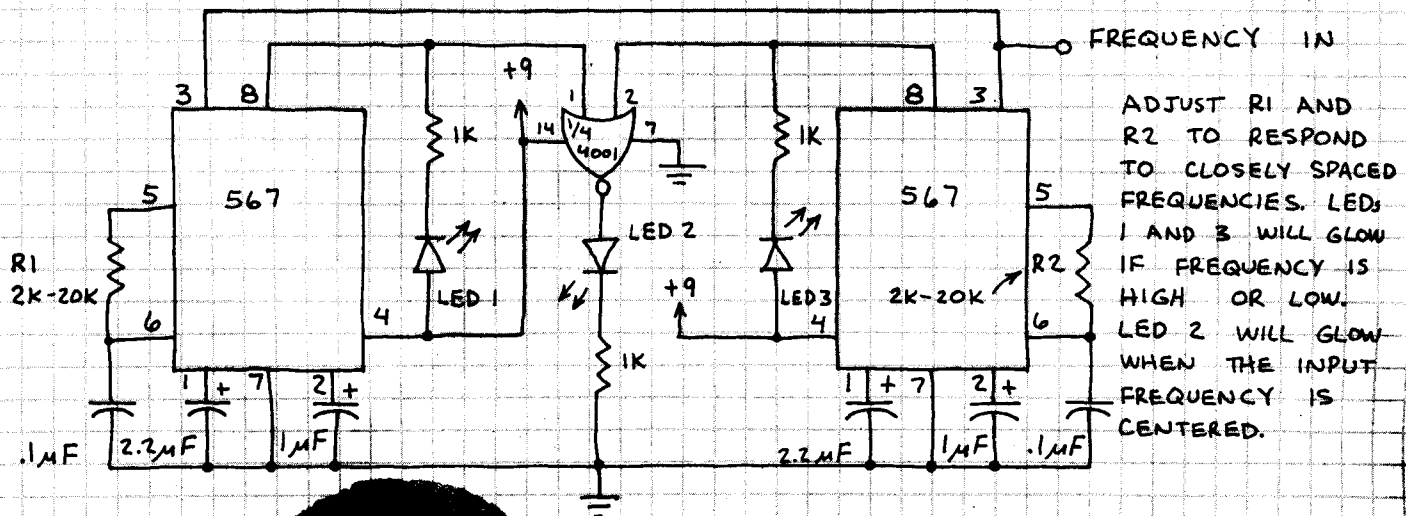 FREQUENCY IN
+9
3
8
1
2
8
3
14
1/4
4001
7
1K
1K
ADJUST R1 AND
R2 TO RESPOND
TO CLOSELY SPACED
FREQUENCIES. LEDs
1 AND 3 WILL GLOW
IF FREQUENCY IS
HIGH OR LOW.
LED 2 WILL GLOW
WHEN THE INPUT
FREQUENCY IS
CENTERED.
5
567
567
5
LED 2
R1
2K-20K
LED 1
+9
LED3
2K-20K
R2
6
4
4
6
1K
1
+
7
2
+
1
+
7
2
+
.1µF
2.2µF
1µF
2.2µF
1µF
.1µF